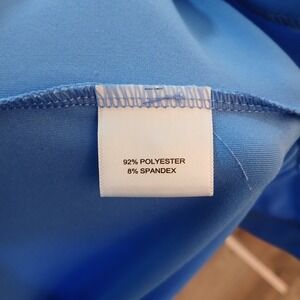 92% POLYESTER
8% SPANDEX